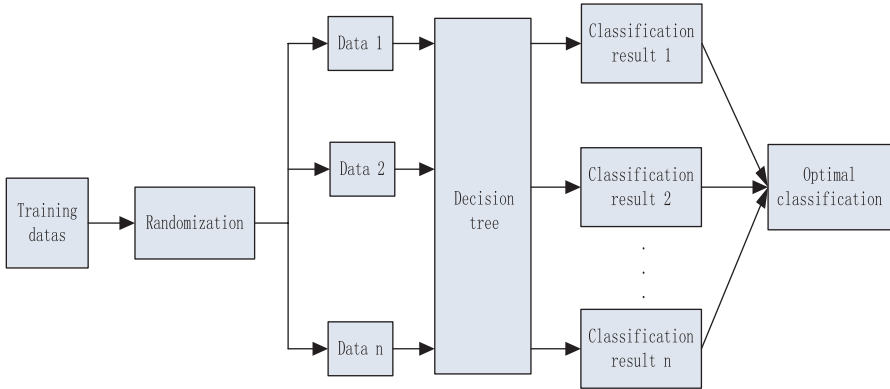 Training
datas
Randomization
Data 1
Data 2
Data n
Decision
tree
Classification
result 1
Classification
result 2
.
.
.
Classification
result n
Optimal
classification